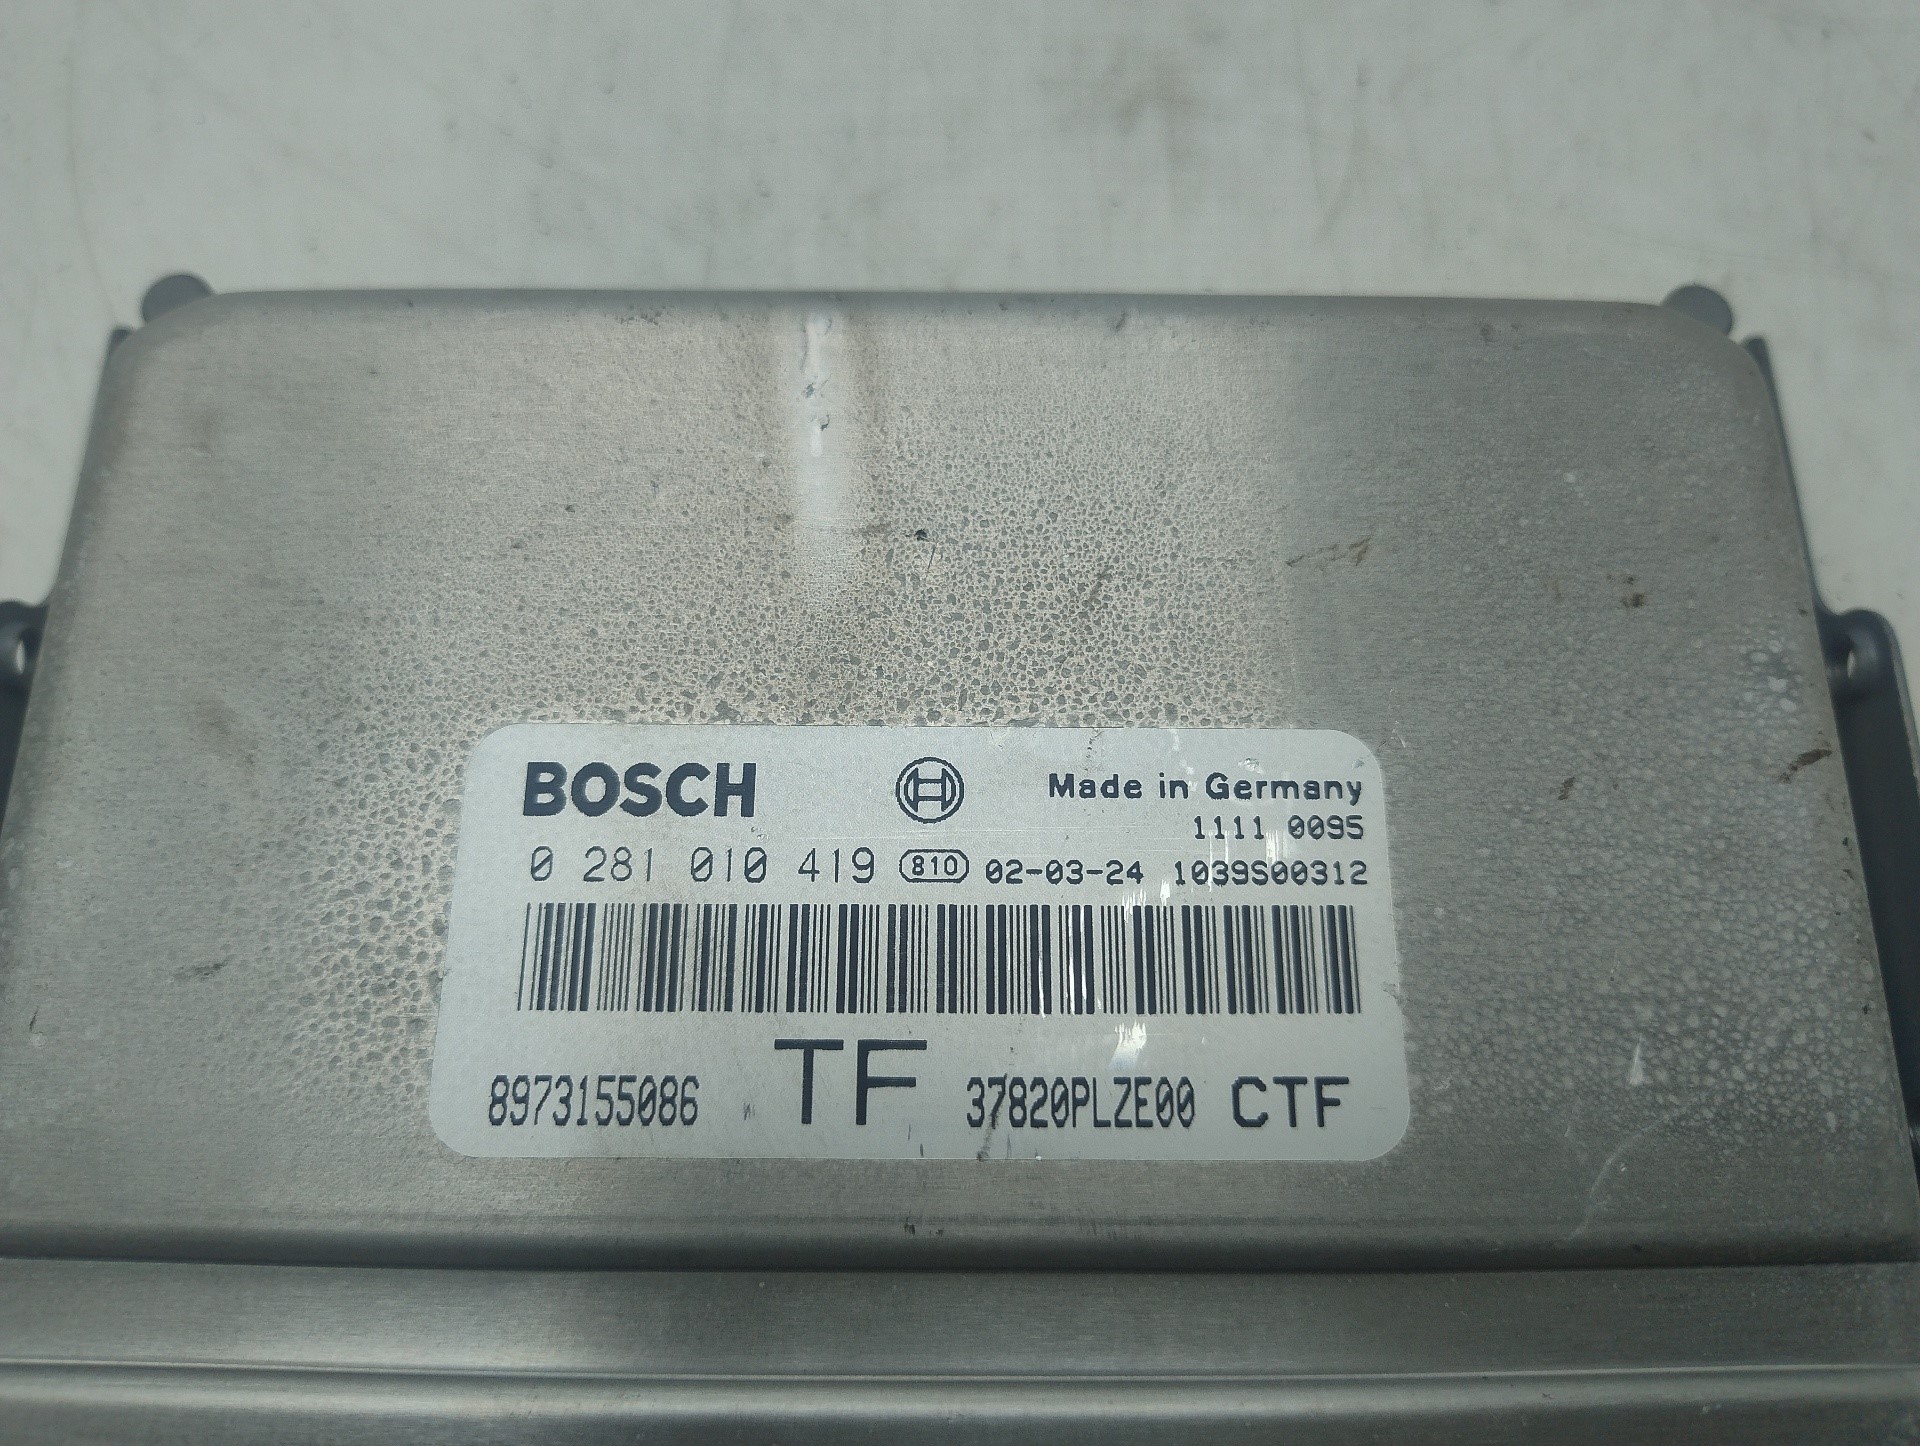 BOSCH
Made in Germany
1111 0095
0 281 010 419 810 02-03-24 1039S00312
8973155086 TF 37820PLZE00 CTF